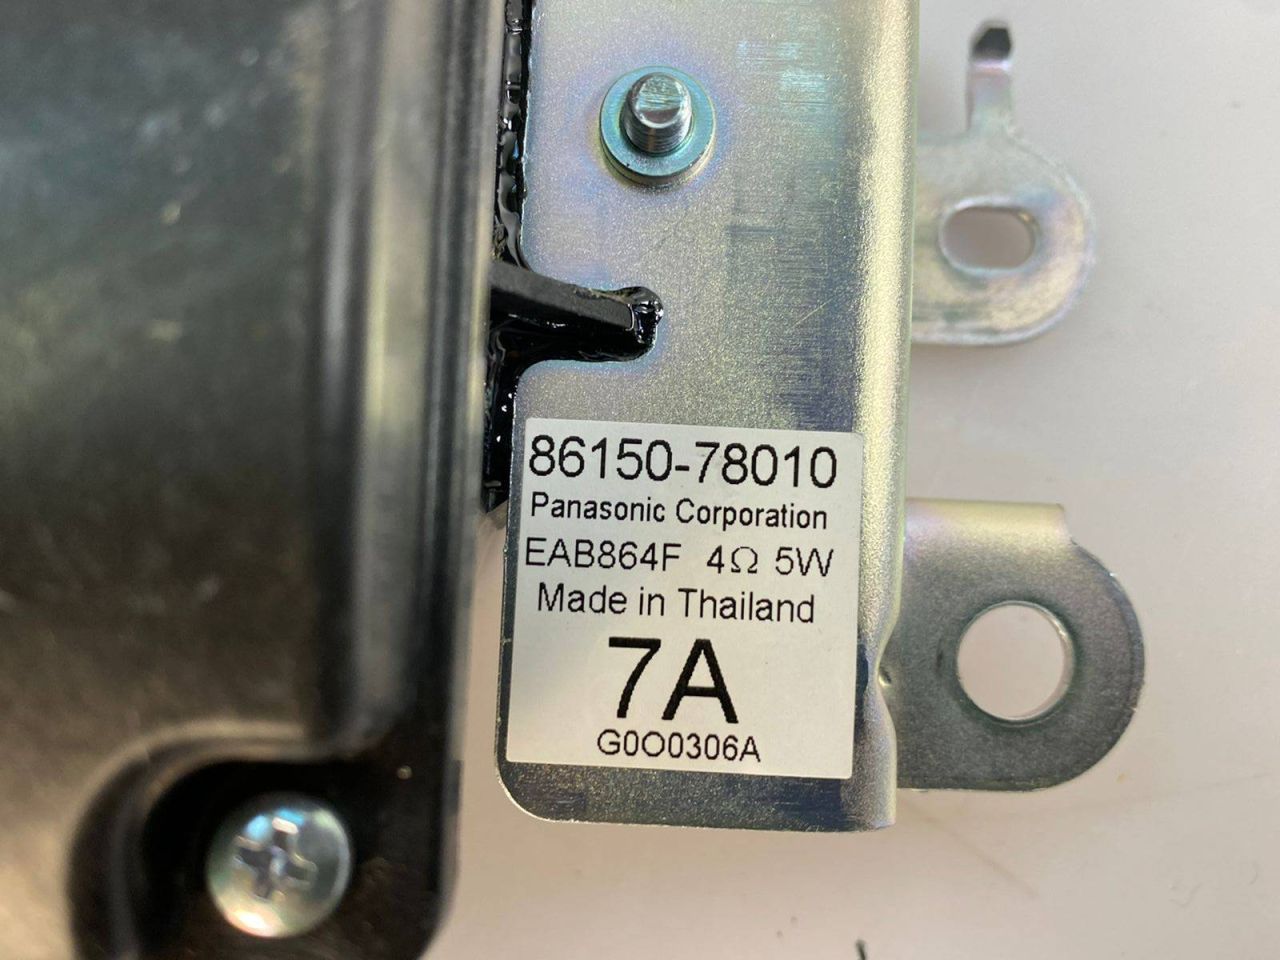 86150-78010
Panasonic Corporation
EAB864F 4Ω 5W
Made in Thailand
7A
G0O0306A